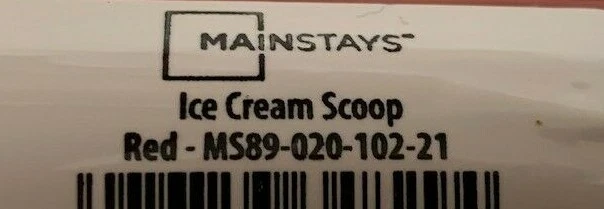 MAINSTAYS™
Ice Cream Scoop
Red - MS89-020-102-21